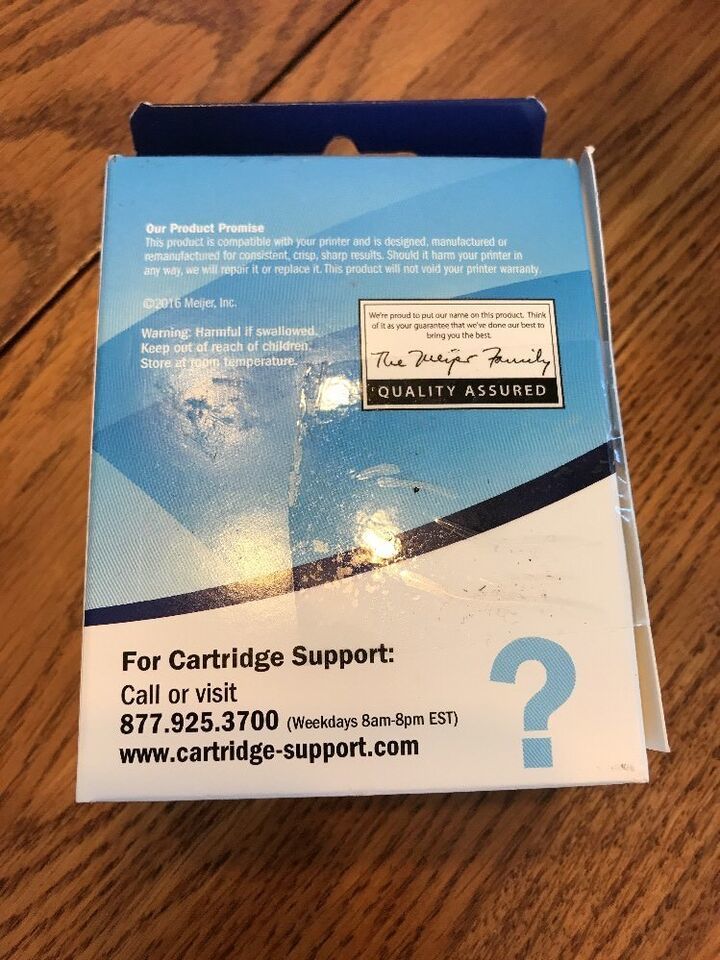 Our Product Promise
This product is compatible with your printer and is designed, manufactured or
remanufactured for consistent, crisp, sharp results. Should it harm your printer in
any way, we will repair it or replace it. This product will not void your printer warranty.
©2016 Meijer, Inc.
Warning: Harmful if swallowed.
Keep out of reach of children.
Store at room temperature.
We're proud to put our name on this product. Think
of it as your guarantee that we've done our best to
bring you the best.
The Meijer Family
QUALITY ASSURED
For Cartridge Support:
Call or visit
877.925.3700 (Weekdays 8am-8pm EST)
www.cartridge-support.com
?